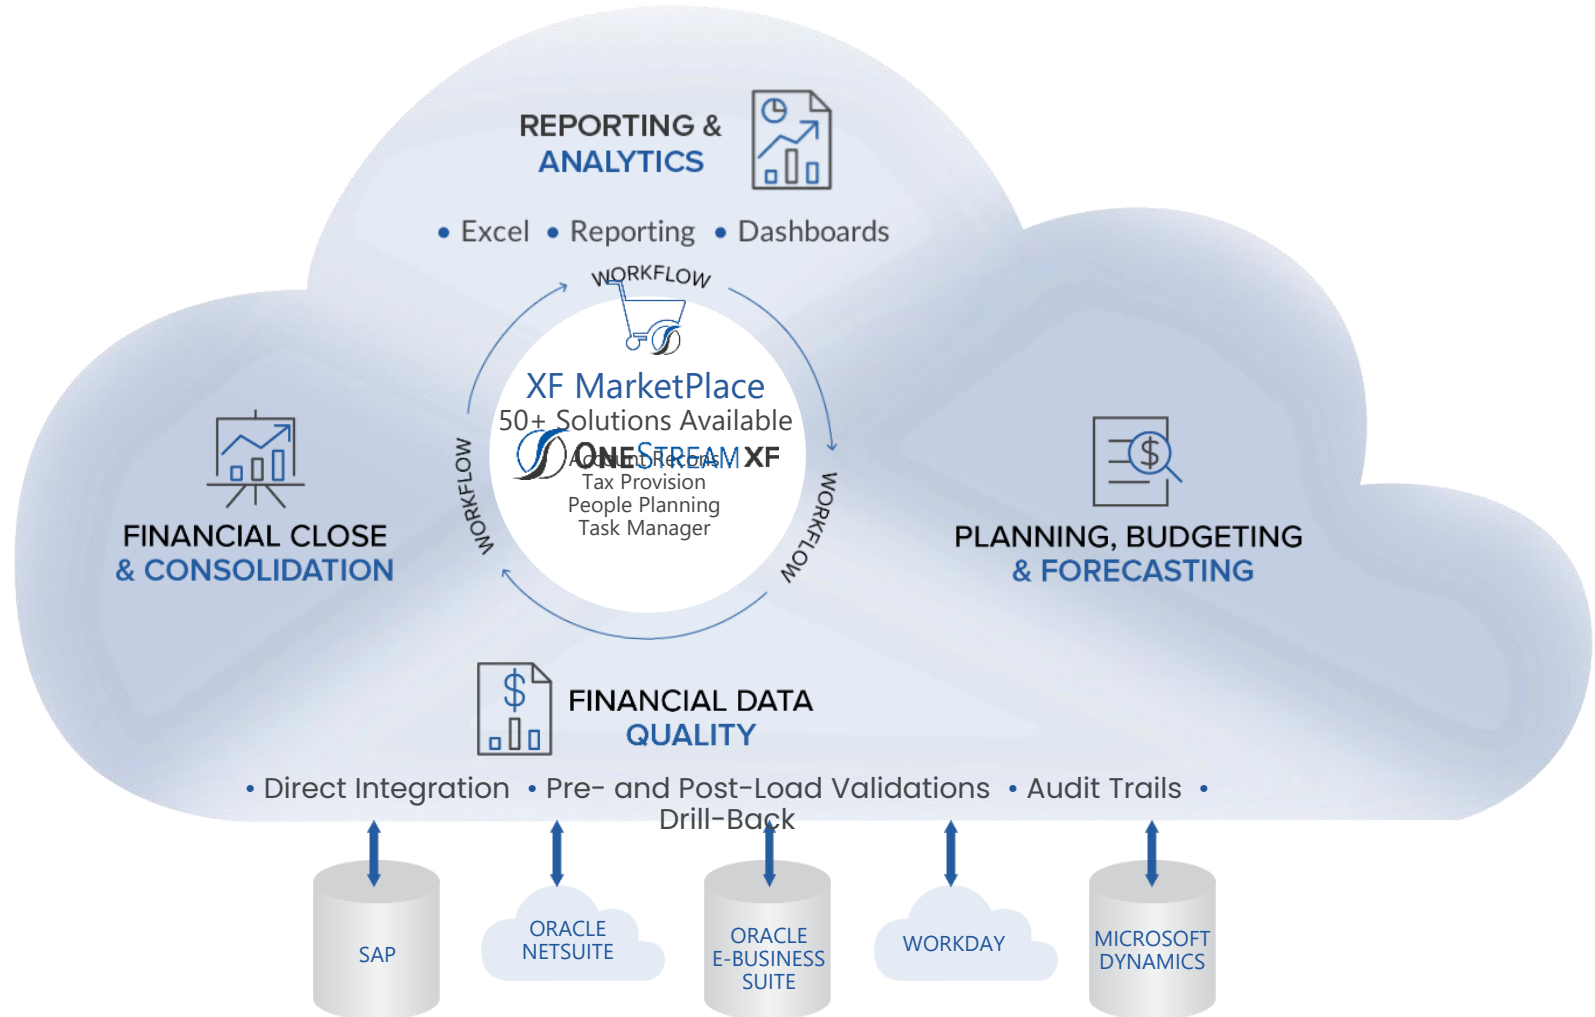 REPORTING &
ANALYTICS
• Excel • Reporting • Dashboards
WORKFLOW
XF MarketPlace
50+ Solutions Available
ONESTREAM XF
Account Recons
Tax Provision
People Planning
Task Manager
WORKFLOW
WORKFLOW
FINANCIAL CLOSE
& CONSOLIDATION
PLANNING, BUDGETING
& FORECASTING
FINANCIAL DATA
QUALITY
• Direct Integration • Pre- and Post-Load Validations • Audit Trails •
Drill-Back
SAP
ORACLE
NETSUITE
ORACLE
E-BUSINESS
SUITE
WORKDAY
MICROSOFT
DYNAMICS